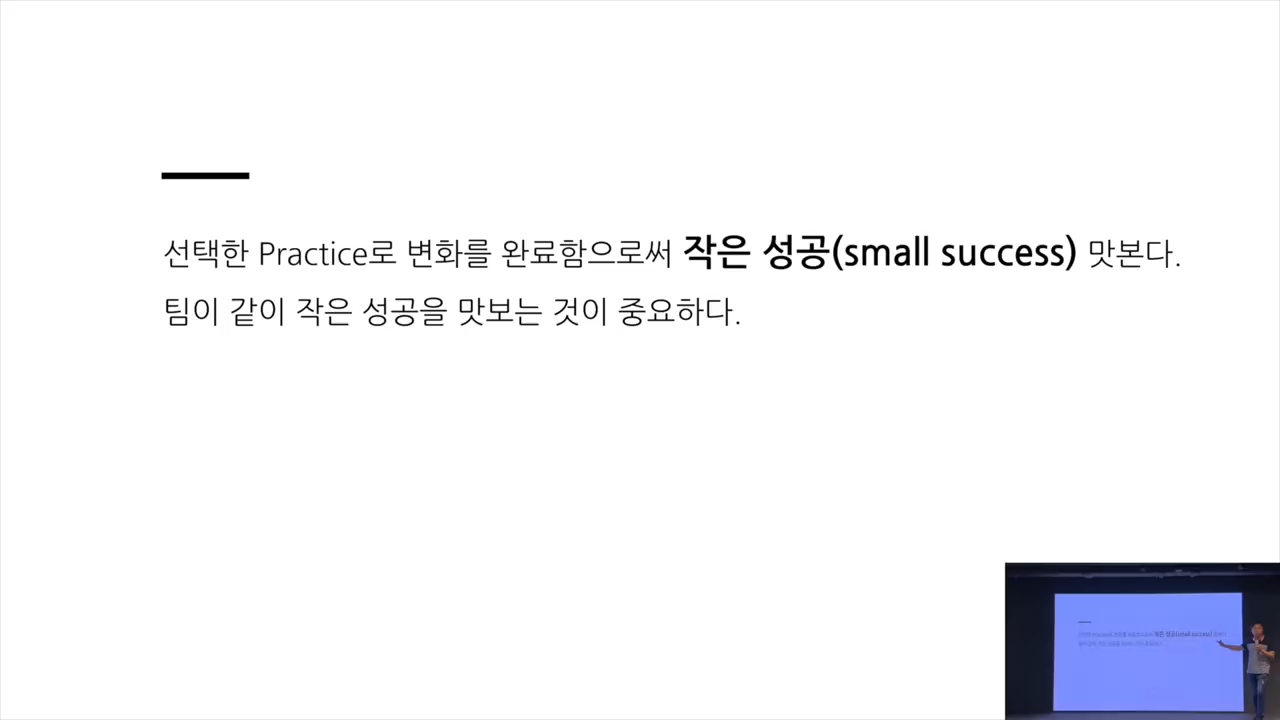 선택한 Practice로 변화를 완료함으로써 작은 성공(small success) 맛본다.
팀이 같이 작은 성공을 맛보는 것이 중요하다.